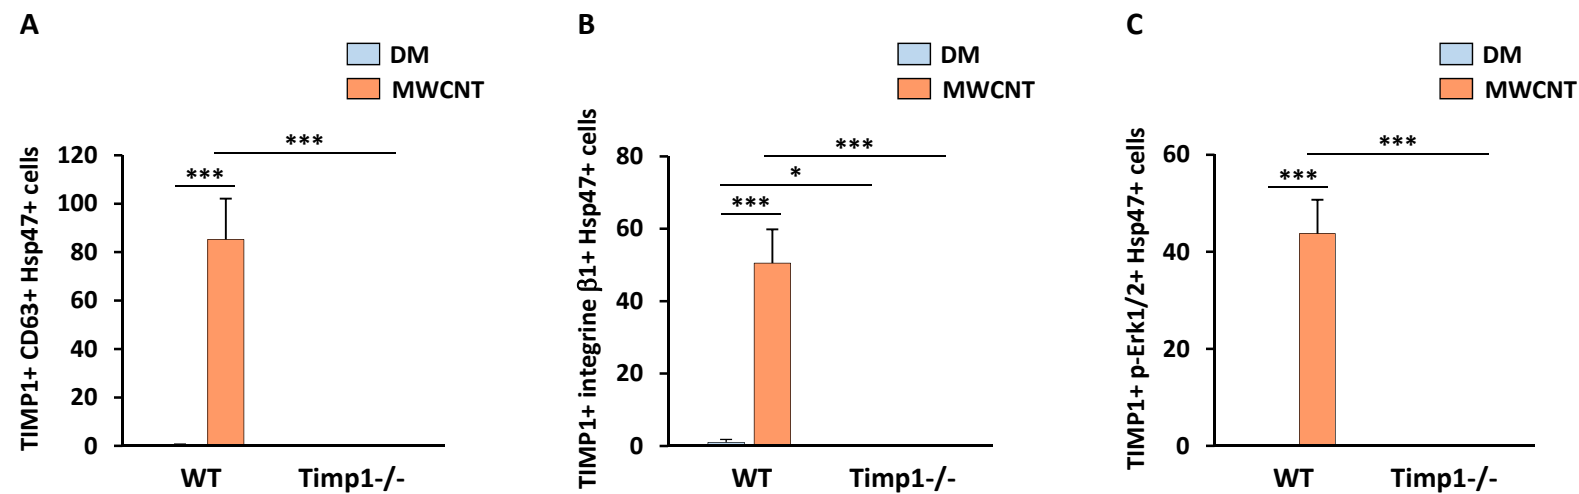 A
DM
MWCNT
TIMP1+ CD63+ Hsp47+ cells
120
100
80
60
40
20
0
***
***
WT
Timp1-/-
B
DM
MWCNT
TIMP1+ integrine β1+ Hsp47+ cells
80
60
40
20
0
***
*
***
WT
Timp1-/-
C
DM
MWCNT
TIMP1+ p-Erk1/2+ Hsp47+ cells
60
40
20
0
***
***
WT
Timp1-/-